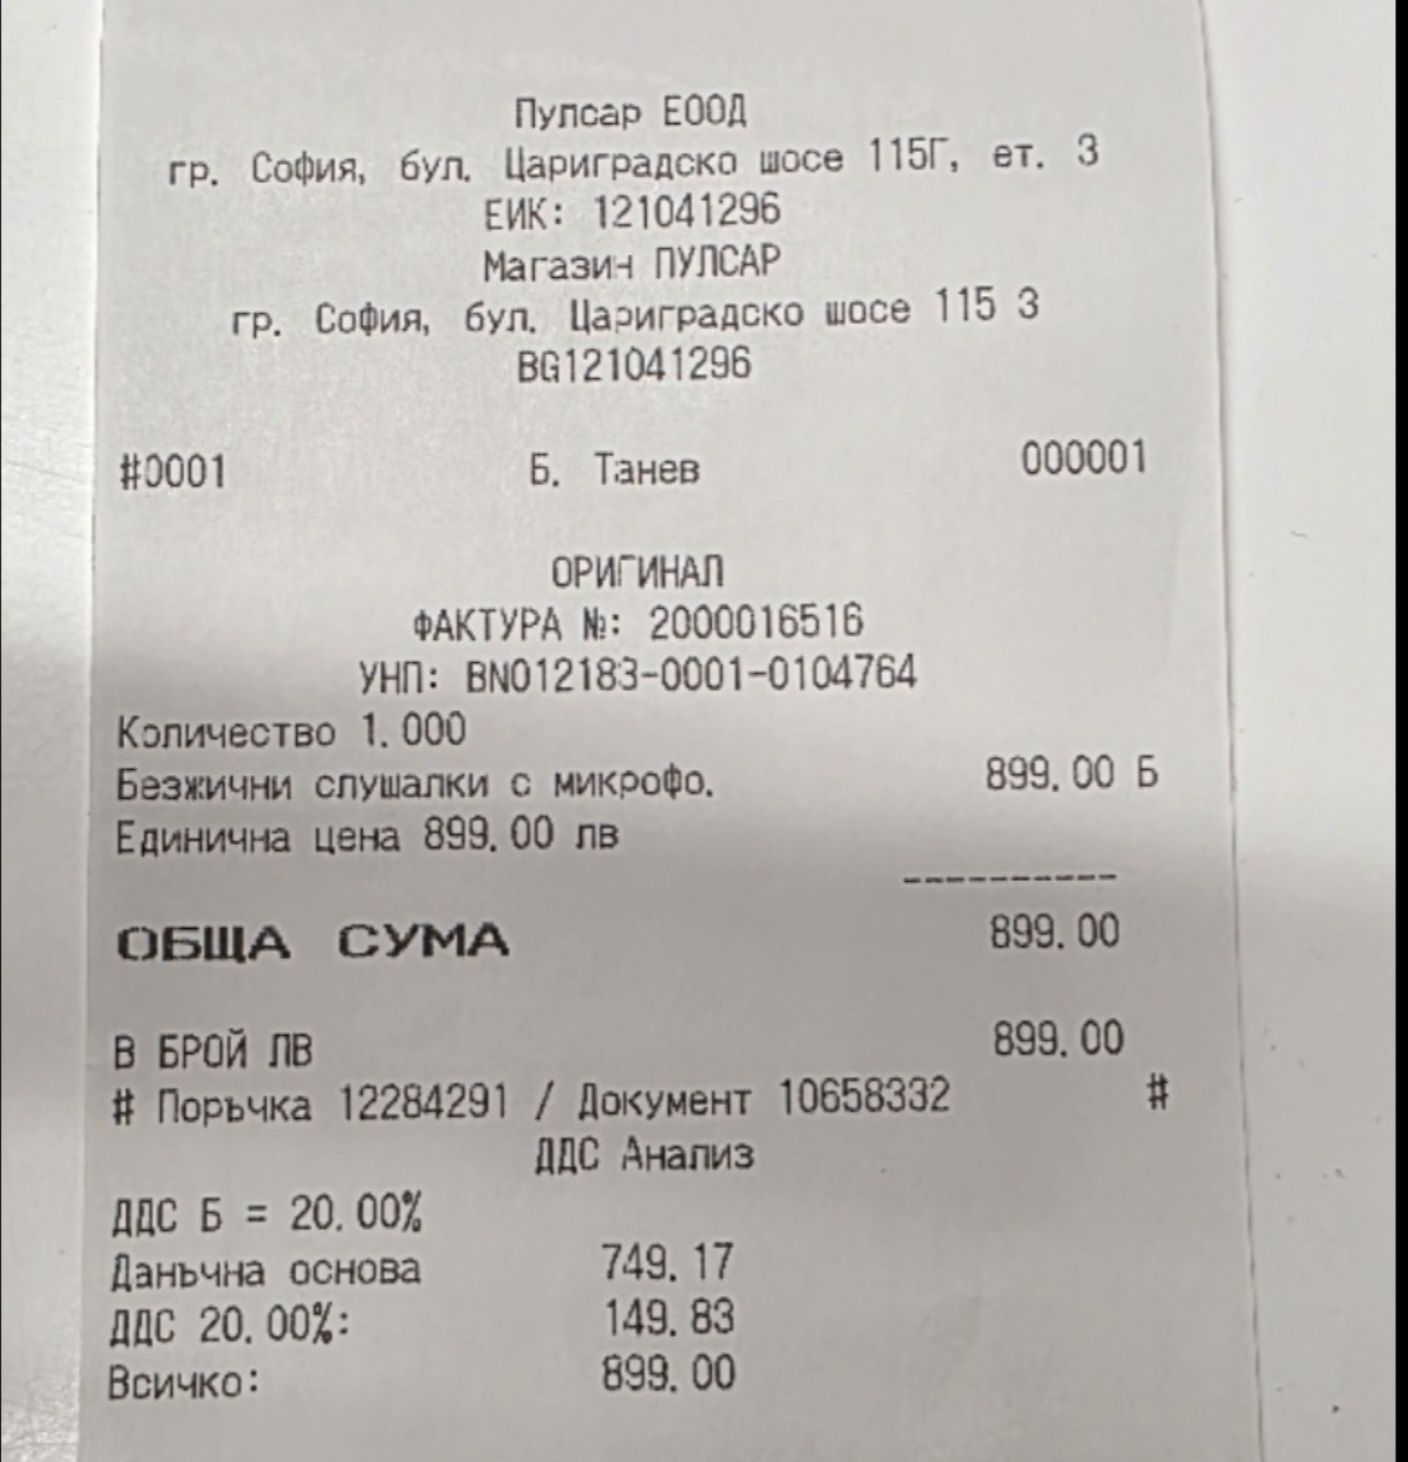 Пулсар ЕООД
гр. София, бул. Цариградско шосе 115Г, ет. 3
ЕИК: 121041296
Магазин ПУЛСАР
гр. София, бул. Цариградско шосе 115 З
BG121041296
#0001 Б. Танев 000001
ОРИГИНАЛ
ФАКТУРА №: 2000016516
УНП: BN012183-0001-0104764
Количество 1.000
Безжични слушалки с микрофо. 899.00 Б
Единична цена 899.00 лв
----------
ОБЩА СУМА 899.00
В БРОЙ ЛВ 899.00
# Поръчка 12284291 / Документ 10658332 #
ДДС Анализ
ДДС Б = 20.00%
Данъчна основа 749.17
ДДС 20.00%: 149.83
Всичко: 899.00